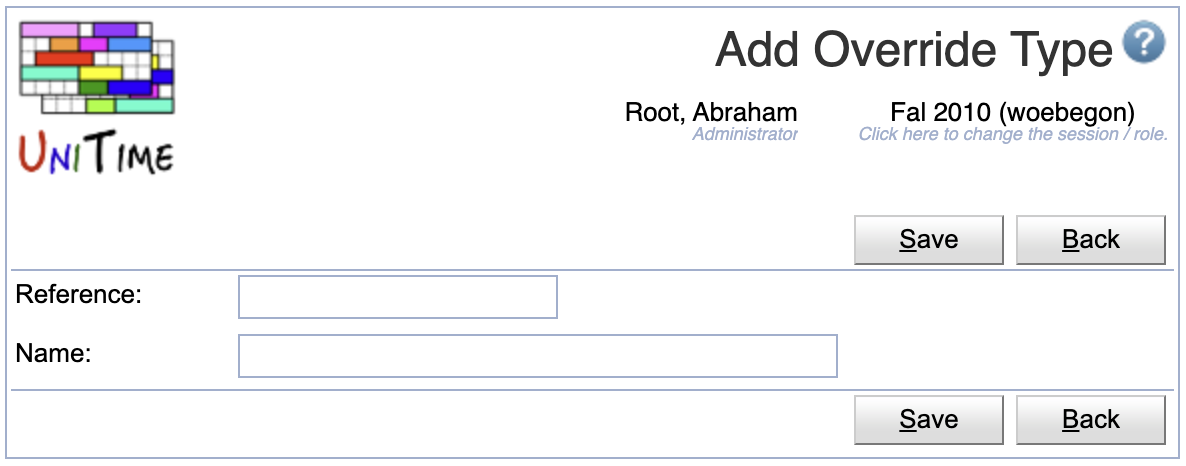 Add Override Type ?
UNITIME
Root, Abraham
Administrator
Fal 2010 (woebegon)
Click here to change the session / role.
Save Back
Reference:
Name:
Save Back